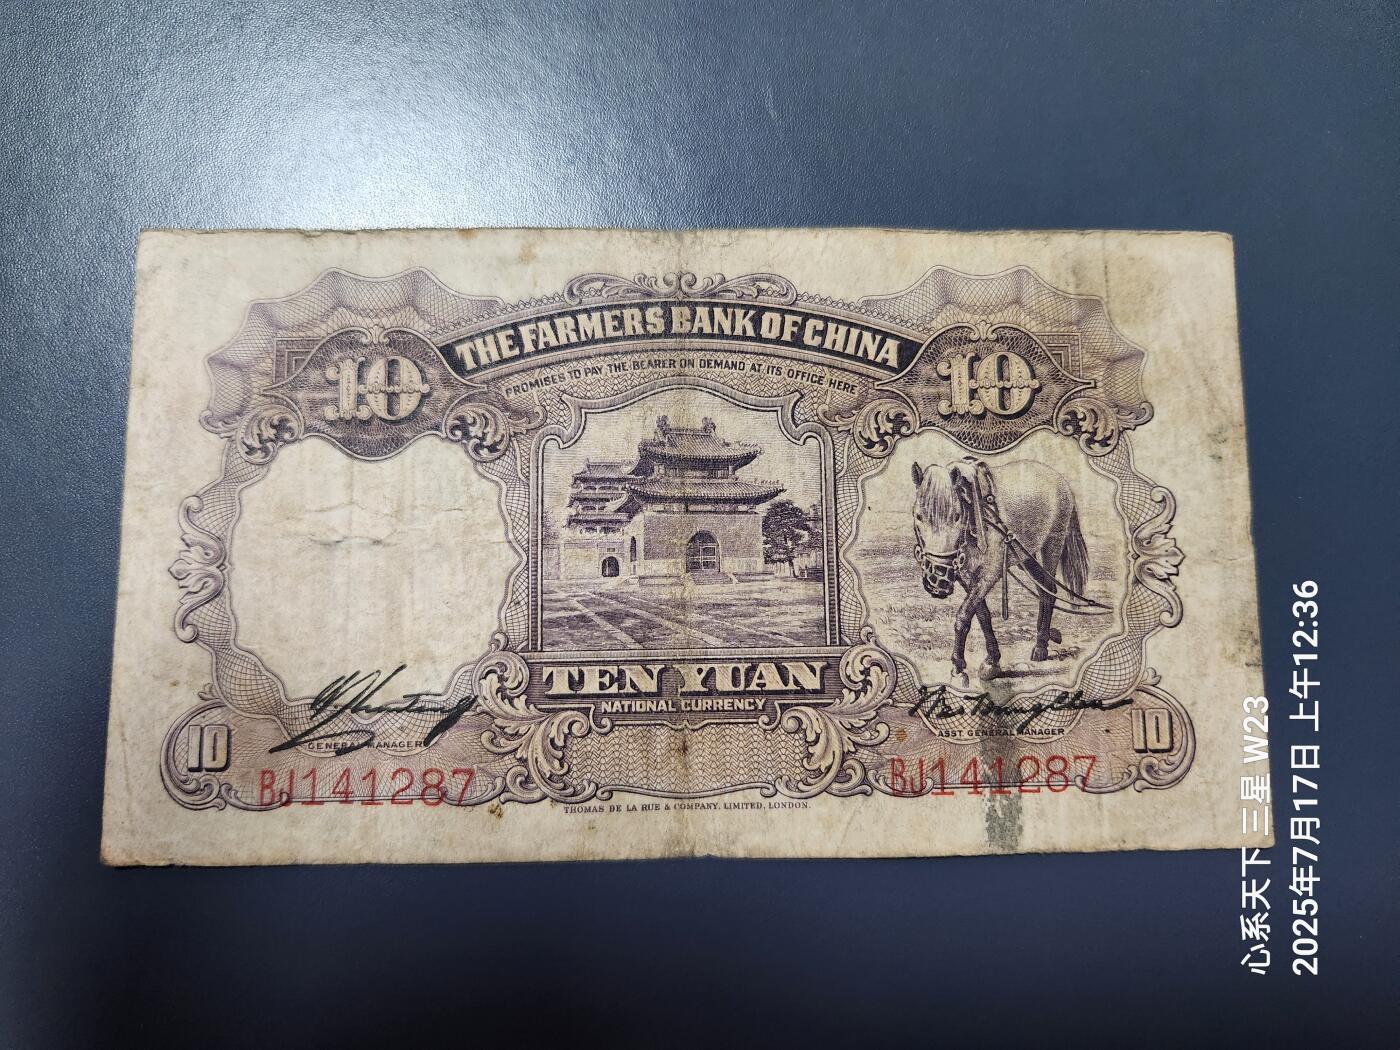 THE FARMERS BANK OF CHINA
PROMISES TO PAY THE BEARER ON DEMAND AT ITS OFFICE HERE
10
10
TEN YUAN
NATIONAL CURRENCY
GENERAL MANAGER
ASST. GENERAL MANAGER
10
10
BJ141287
BJ141287
THOMAS DE LA RUE & COMPANY, LIMITED, LONDON.
心系天下 三星 W23
2025年7月17日 上午12:36